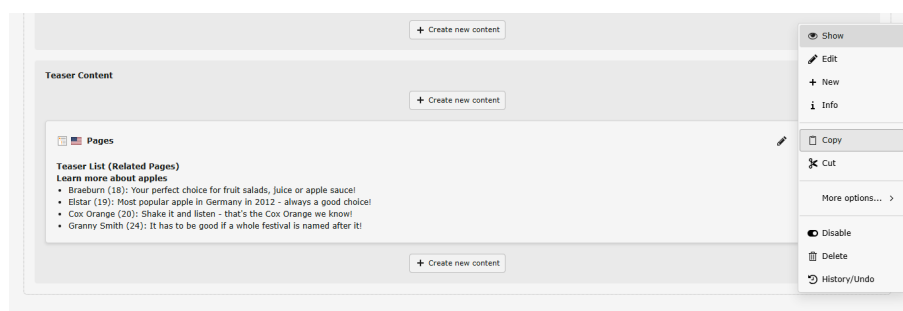 + Create new content
Teaser Content
+ Create new content
Pages
Teaser List (Related Pages)
Learn more about apples
• Braeburn (18): Your perfect choice for fruit salads, juice or apple sauce!
• Elstar (19): Most popular apple in Germany in 2012 - always a good choice!
• Cox Orange (20): Shake it and listen - that's the Cox Orange we know!
• Granny Smith (24): It has to be good if a whole festival is named after it!
+ Create new content
Show
Edit
New
Info
Copy
Cut
More options... >
Disable
Delete
History/Undo